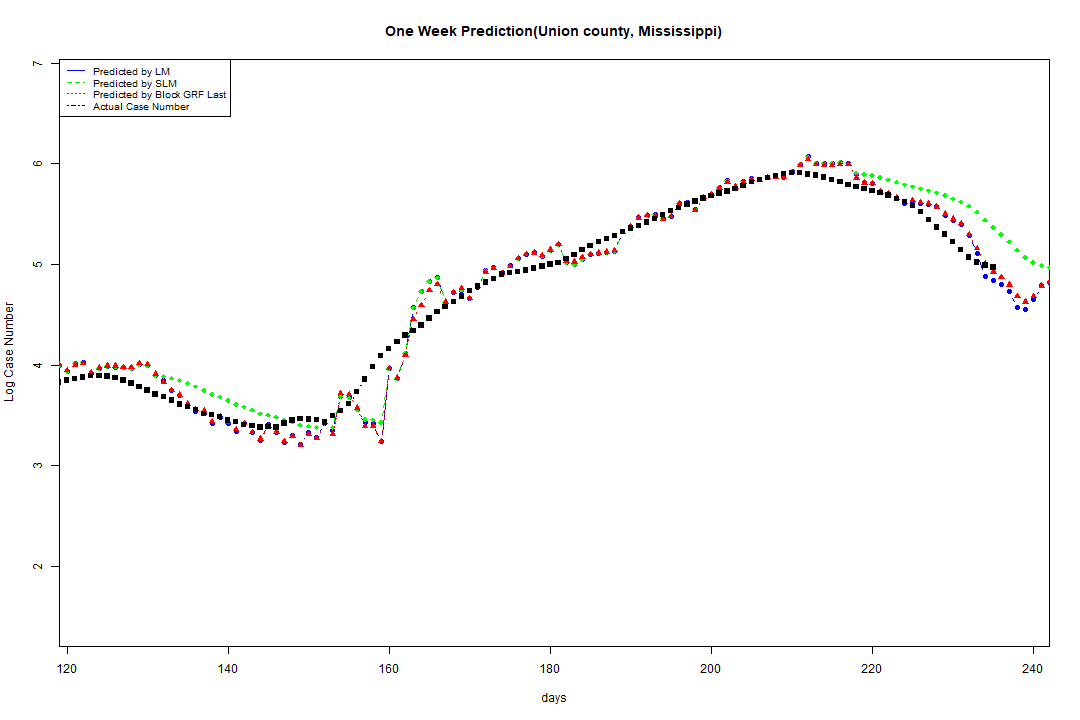 One Week Prediction(Union county, Mississippi)
Predicted by LM
Predicted by SLM
Predicted by Block GRF Last
Actual Case Number
7
6
5
4
3
2
Log Case Number
120 140 160 180 200 220 240
days